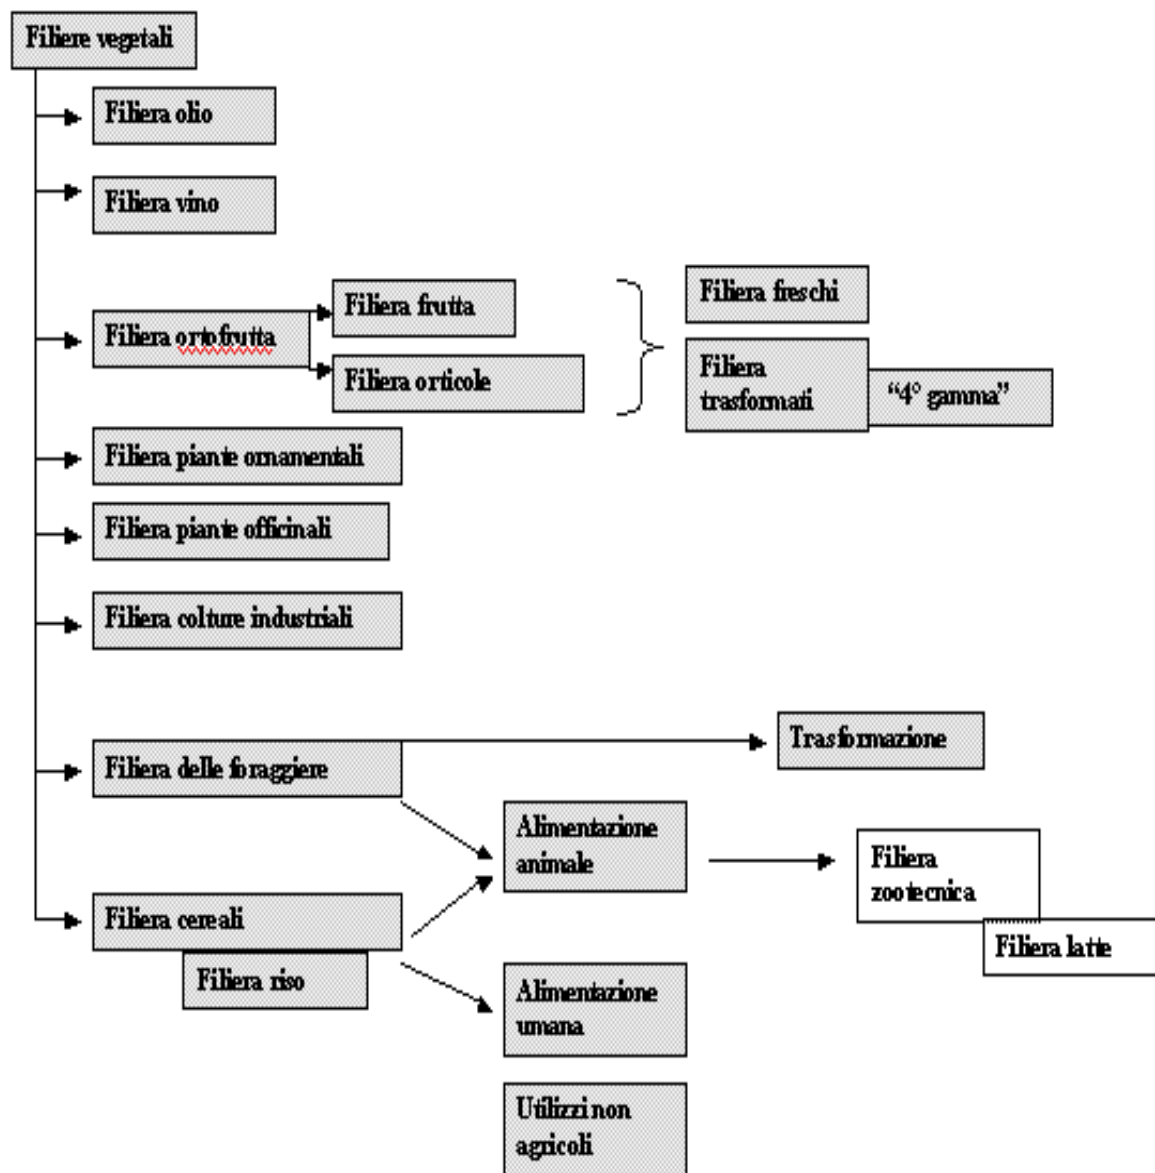 Filiere vegetali
Filiera olio
Filiera vino
Filiera ortofrutta
Filiera frutta
Filiera orticole
Filiera freschi
Filiera
trasformati
“4° gamma”
Filiera piante ornamentali
Filiera piante officinali
Filiera colture industriali
Filiera delle foraggiere
Trasformazione
Alimentazione
animale
Filiera
zootecnica
Filiera latte
Filiera cereali
Filiera riso
Alimentazione
umana
Utilizzi non
agricoli